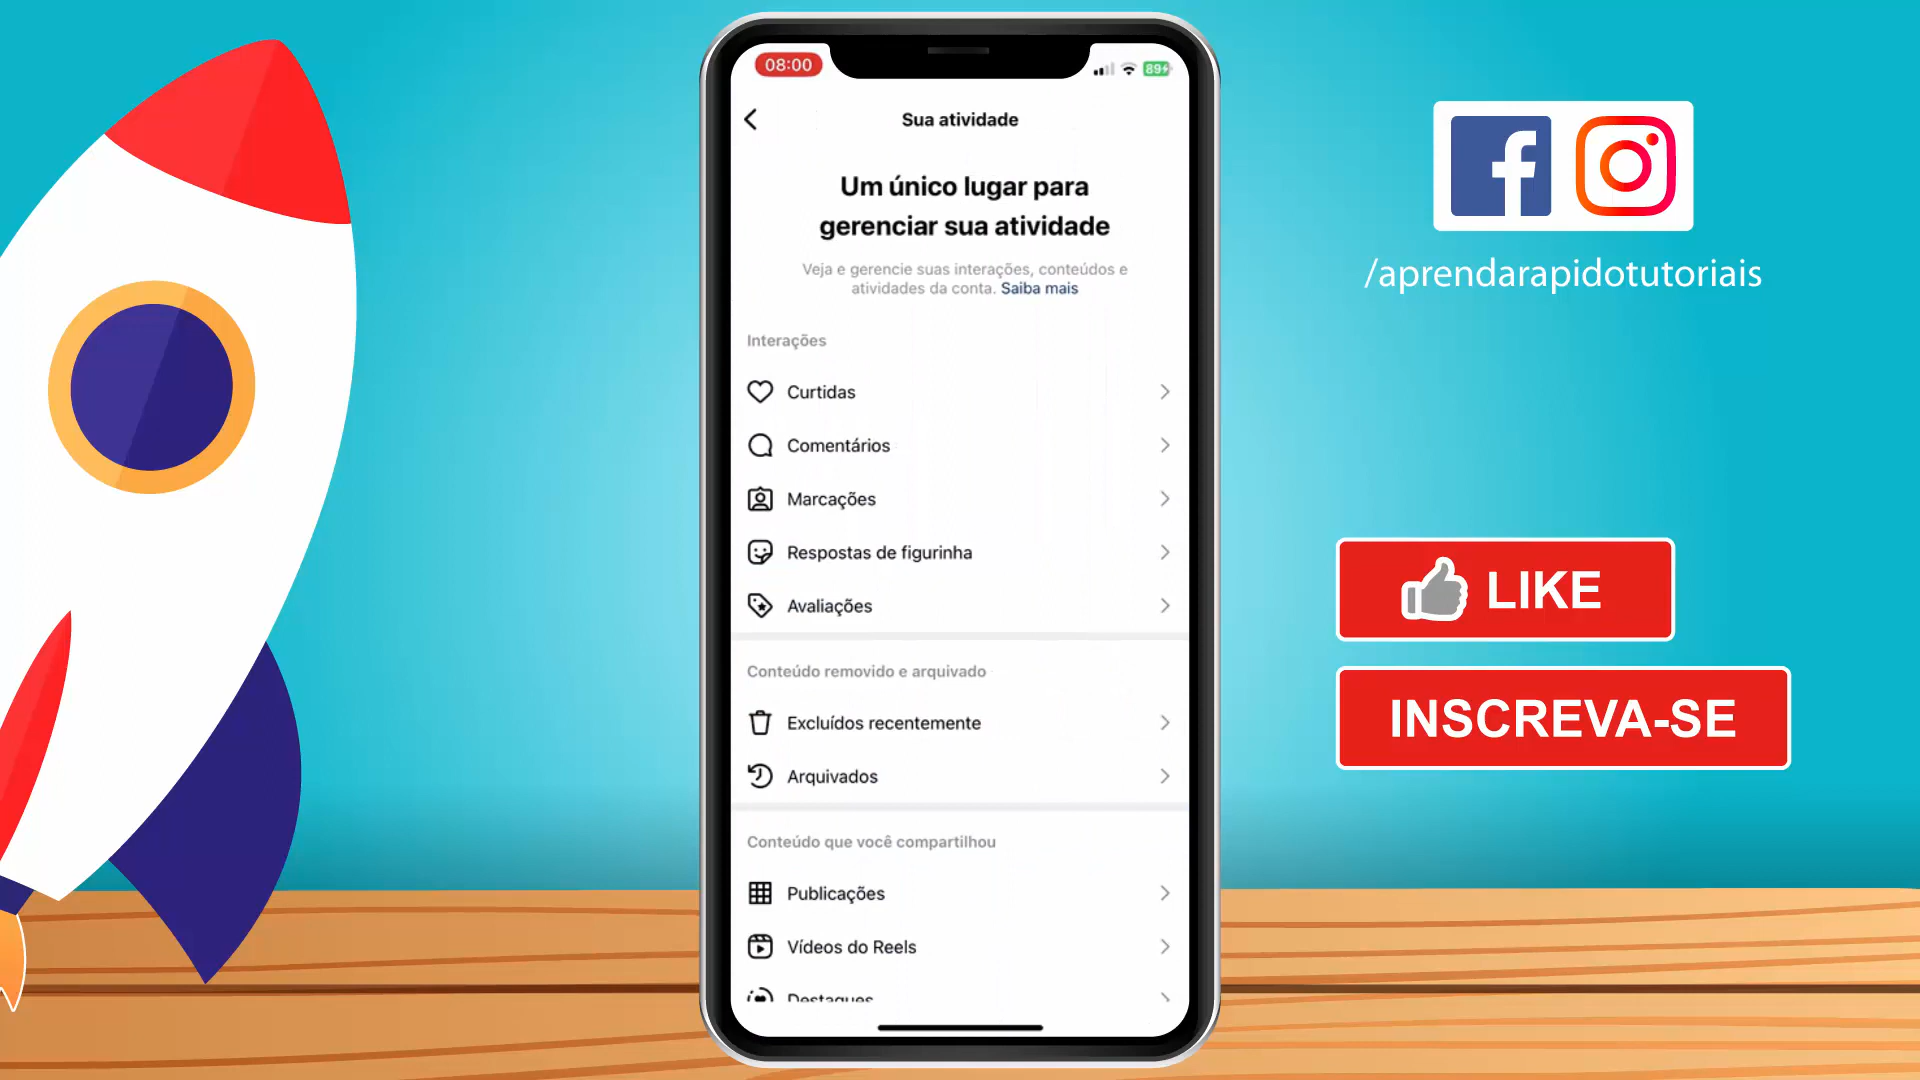 08:00
89
Sua atividade
Um único lugar para
gerenciar sua atividade
Veja e gerencie suas interações, conteúdos e
atividades da conta. Saiba mais
Interações
Curtidas
Comentários
Marcações
Respostas de figurinha
Avaliações
Conteúdo removido e arquivado
Excluídos recentemente
Arquivados
Conteúdo que você compartilhou
Publicações
Vídeos do Reels
Destaques
/aprendarapidotutoriais
LIKE
INSCREVA-SE